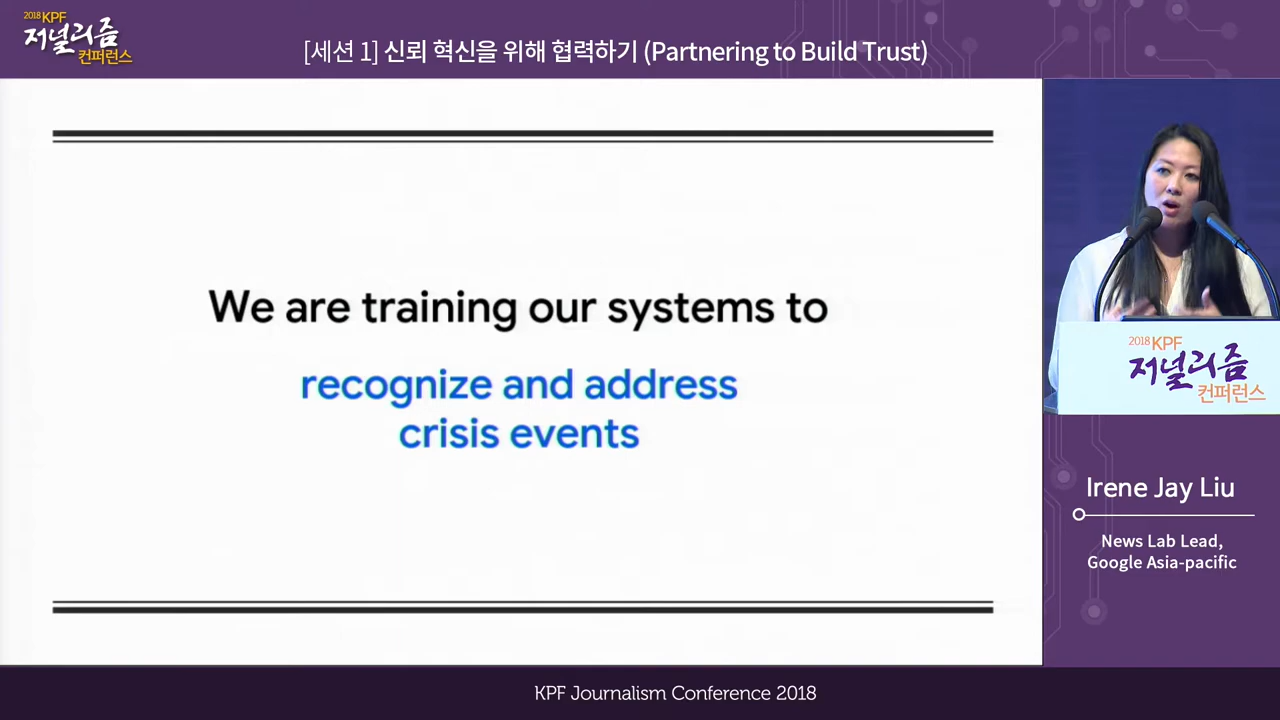 2018 KPF
저널리즘
컨퍼런스
[세션 1] 신뢰 혁신을 위해 협력하기 (Partnering to Build Trust)
We are training our systems to
recognize and address
crisis events
2018 KPF
저널리즘
컨퍼런스
Irene Jay Liu
News Lab Lead,
Google Asia-pacific
KPF Journalism Conference 2018